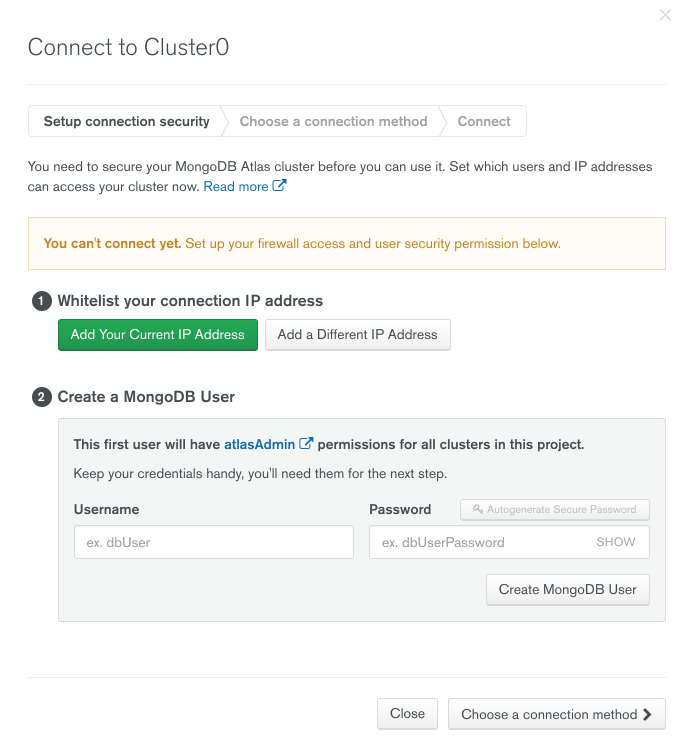 Connect to Cluster0
Setup connection security Choose a connection method Connect
You need to secure your MongoDB Atlas cluster before you can use it. Set which users and IP addresses
can access your cluster now. Read more
You can't connect yet. Set up your firewall access and user security permission below.
1 Whitelist your connection IP address
Add Your Current IP Address Add a Different IP Address
2 Create a MongoDB User
This first user will have atlasAdmin permissions for all clusters in this project.
Keep your credentials handy, you'll need them for the next step.
Username Password Autogenerate Secure Password
ex. dbUser ex. dbUserPassword SHOW
Create MongoDB User
Close Choose a connection method